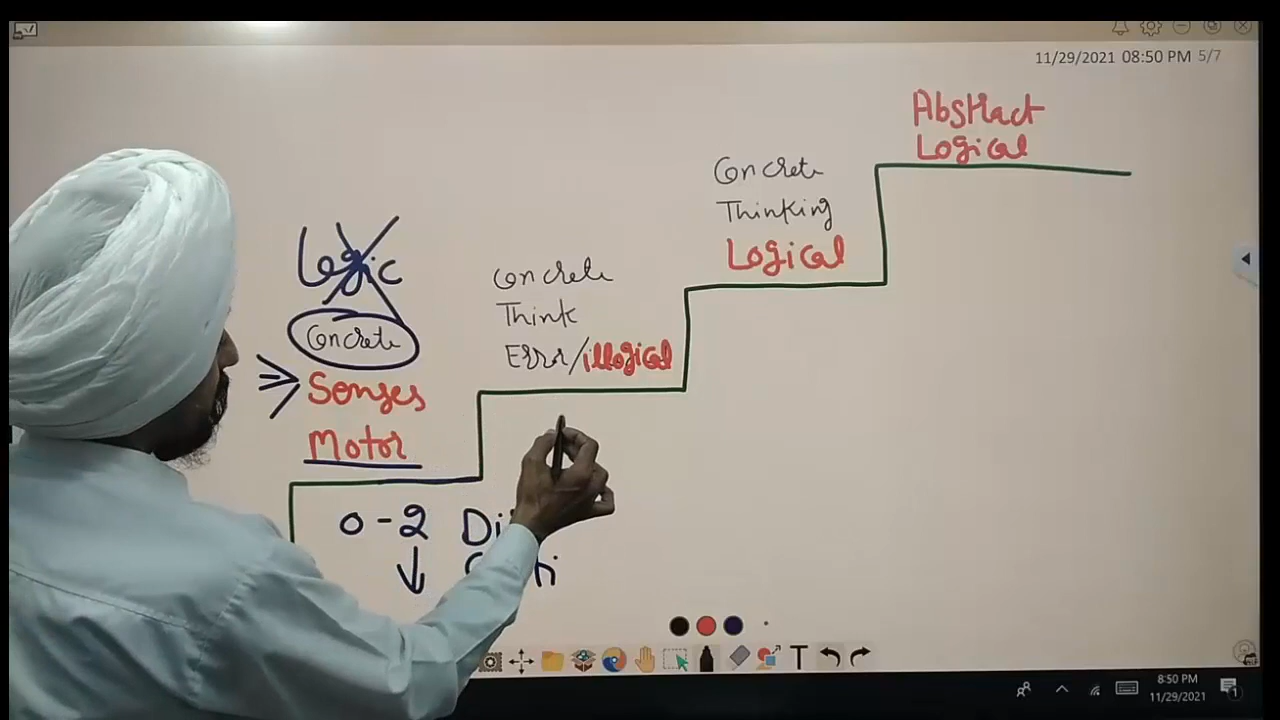 11/29/2021 08:50 PM 5/7
Abstract
Logical
Concrete
Thinking
Logical
Concrete
Think
Error/illogical
Logic
Concrete
Senses
Motor
0-2
T
8:50 PM
11/29/2021